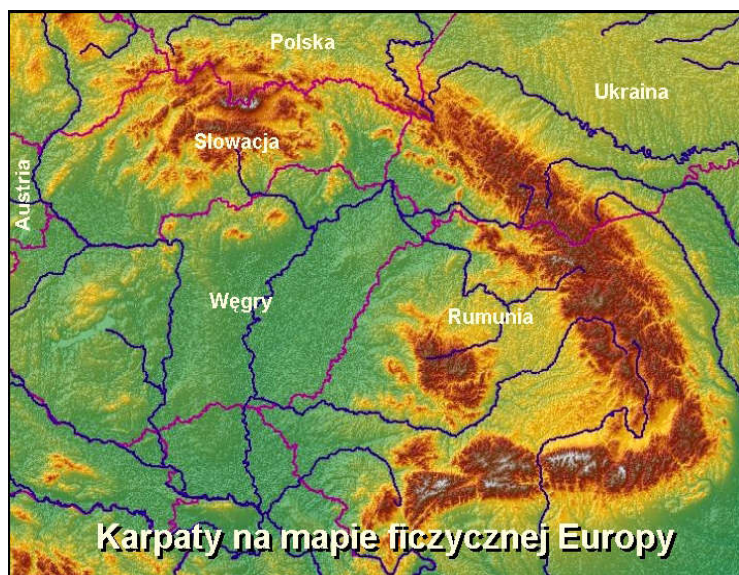 Polska
Ukraina
Słowacja
Austria
Węgry
Rumunia
Karpaty na mapie ficzycznej Europy